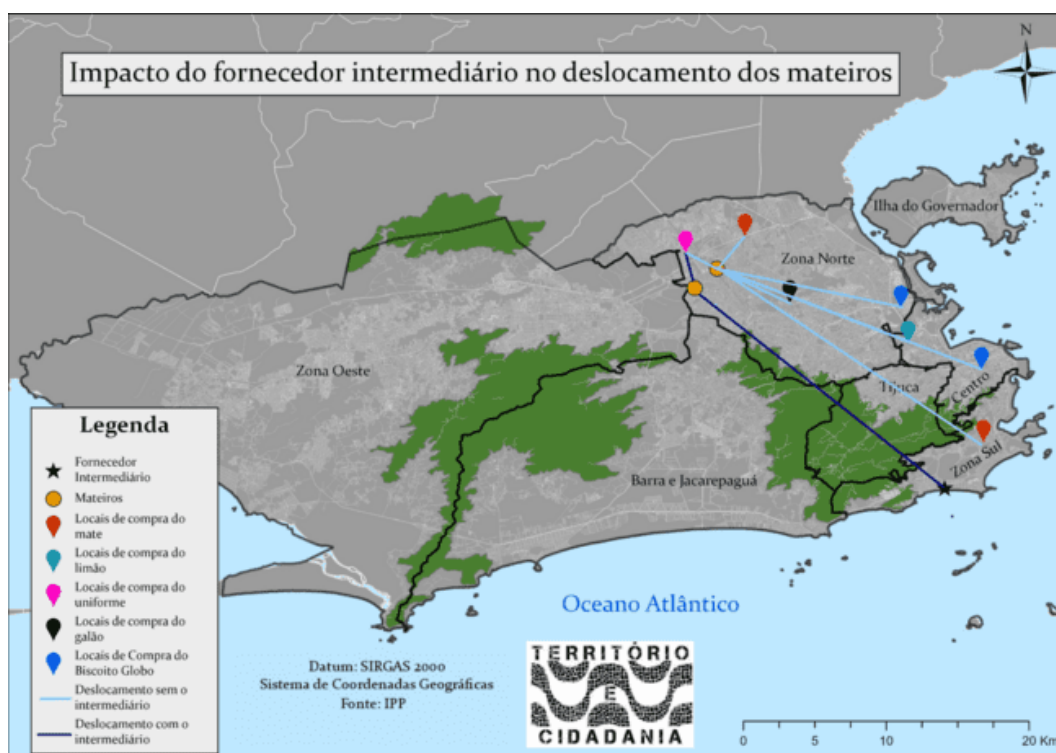 Impacto do fornecedor intermediário no deslocamento dos mateiros
N
Ilha do Governador
Zona Norte
Zona Oeste
Tijuca
Centro
Zona Sul
Barra e Jacarepaguá
Oceano Atlântico
Legenda
Fornecedor
Intermediário
Mateiros
Locais de compra do
mate
Locais de compra do
limão
Locais de compra do
uniforme
Locais de compra do
galão
Locais de Compra do
Biscoito Globo
Deslocamento sem o
intermediário
Deslocamento com o
intermediário
Datum: SIRGAS 2000
Sistema de Coordenadas Geográficas
Fonte: IPP
TERRITÓRIO
E
CIDADANIA
0 5 10 20 Km